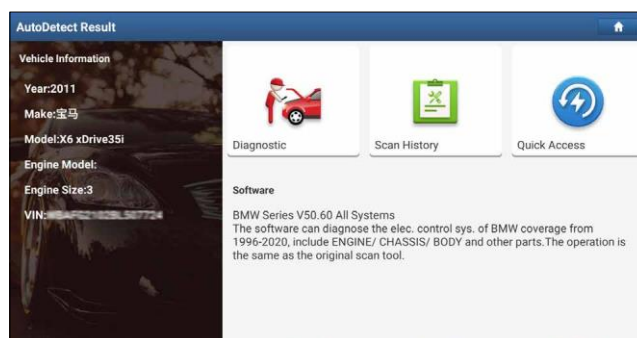 AutoDetect Result
Vehicle Information
Year:2011
Make:宝马
Model:X6 xDrive35i
Engine Model:
Engine Size:3
VIN:
Diagnostic
Scan History
Quick Access
Software
BMW Series V50.60 All Systems
The software can diagnose the elec. control sys. of BMW coverage from
1996-2020, include ENGINE/ CHASSIS/ BODY and other parts.The operation is
the same as the original scan tool.